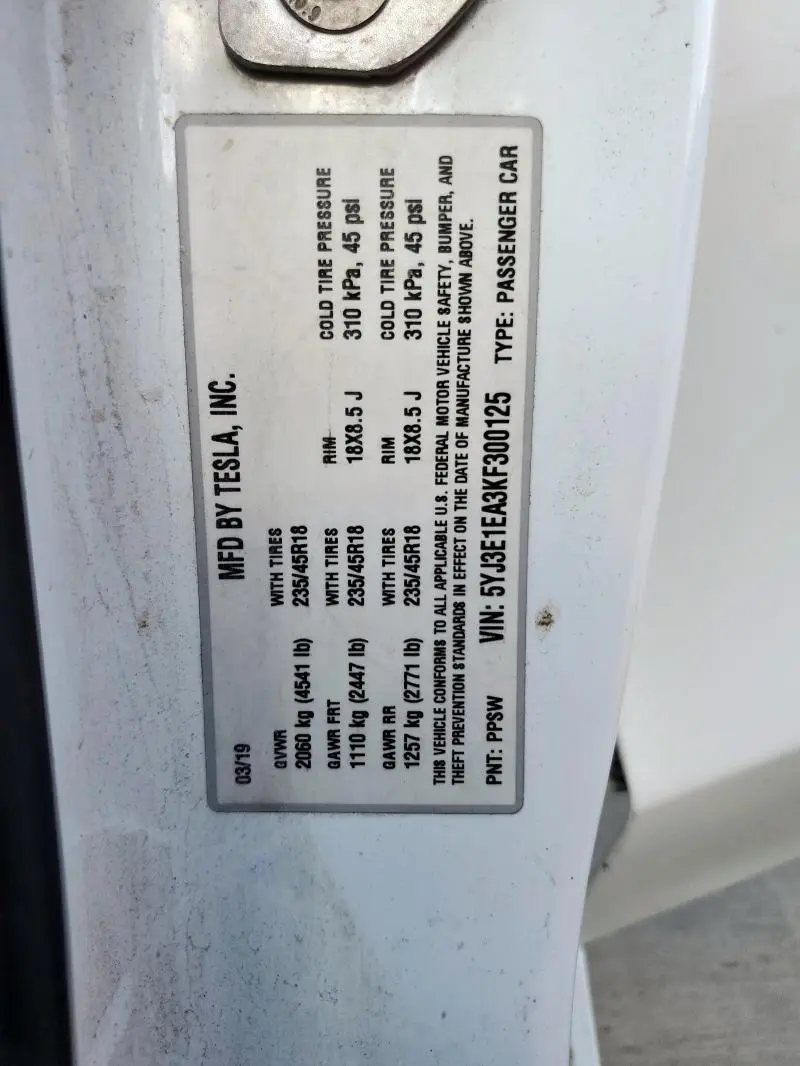 MFD BY TESLA, INC.
03/19
GVWR WITH TIRES
2060 kg (4541 lb) 235/45R18
GAWR FRT WITH TIRES RIM COLD TIRE PRESSURE
1110 kg (2447 lb) 235/45R18 18X8.5 J 310 kPa, 45 psi
GAWR RR WITH TIRES RIM COLD TIRE PRESSURE
1257 kg (2771 lb) 235/45R18 18X8.5 J 310 kPa, 45 psi
THIS VEHICLE CONFORMS TO ALL APPLICABLE U.S. FEDERAL MOTOR VEHICLE SAFETY, BUMPER, AND
THEFT PREVENTION STANDARDS IN EFFECT ON THE DATE OF MANUFACTURE SHOWN ABOVE.
PNT: PPSW VIN: 5YJ3E1EA3KF300125 TYPE: PASSENGER CAR